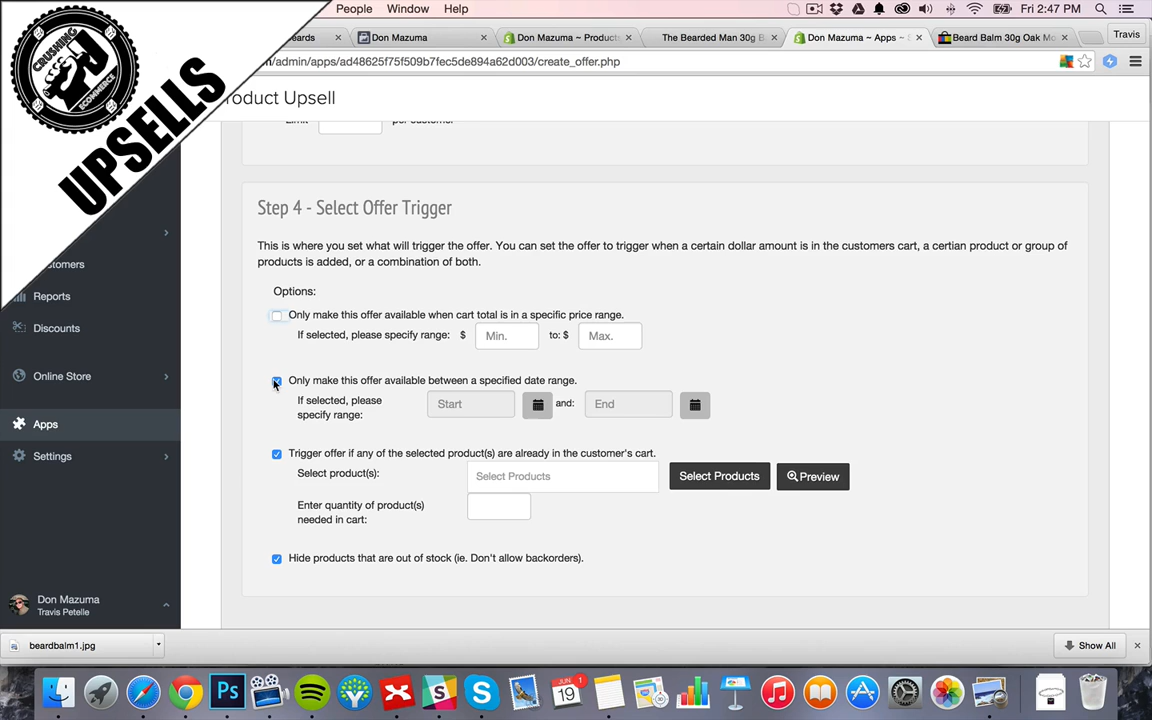 People Window Help Fri 2:47 PM
eards Don Mazuma Don Mazuma ~ Product The Bearded Man 30g B Don Mazuma ~ Apps ~ Beard Balm 30g Oak Mo Travis
/admin/apps/ad48625f75f509b7fec5de894a62d003/create_offer.php
CRUSHING ECOMMERCE
UPSELLS
roduct Upsell
per customer
Step 4 - Select Offer Trigger
This is where you set what will trigger the offer. You can set the offer to trigger when a certain dollar amount is in the customers cart, a certian product or group of
products is added, or a combination of both.
Options:
Only make this offer available when cart total is in a specific price range.
If selected, please specify range: $ Min. to: $ Max.
Only make this offer available between a specified date range.
If selected, please
specify range: Start and: End
Trigger offer if any of the selected product(s) are already in the customer's cart.
Select product(s): Select Products Select Products Preview
Enter quantity of product(s)
needed in cart:
Hide products that are out of stock (ie. Don't allow backorders).
tomers
Reports
Discounts
Online Store
Apps
Settings
Don Mazuma
Travis Petelle
beardbalm1.jpg Show All
Ps
JUN 1
19